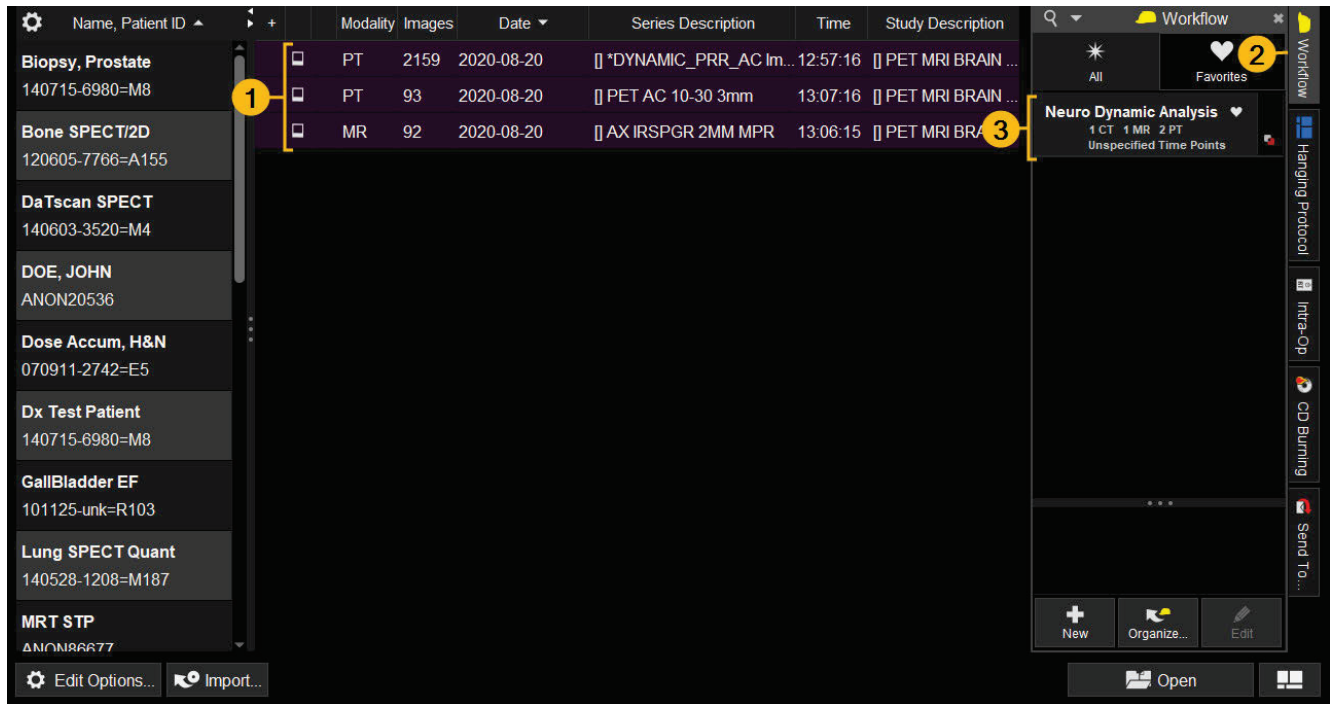 Name, Patient ID
+ Modality Images Date Series Description Time Study Description
Biopsy, Prostate
140715-6980=M8
Bone SPECT/2D
120605-7766=A155
DaTscan SPECT
140603-3520=M4
DOE, JOHN
ANON20536
Dose Accum, H&N
070911-2742=E5
Dx Test Patient
140715-6980=M8
GallBladder EF
101125-unk=R103
Lung SPECT Quant
140528-1208=M187
MRT STP
ANON86677
Edit Options...
Import...
1
PT 2159 2020-08-20 [] *DYNAMIC_PRR_AC Im... 12:57:16 [] PET MRI BRAIN ...
PT 93 2020-08-20 [] PET AC 10-30 3mm 13:07:16 [] PET MRI BRAIN ...
MR 92 2020-08-20 [] AX IRSPGR 2MM MPR 13:06:15 [] PET MRI BRA
Workflow
All
Favorites
2
3
Neuro Dynamic Analysis
1 CT 1 MR 2 PT
Unspecified Time Points
New
Organize...
Edit
Open
Workflow
Hanging Protocol
Intra-Op
CD Burning
Send To...